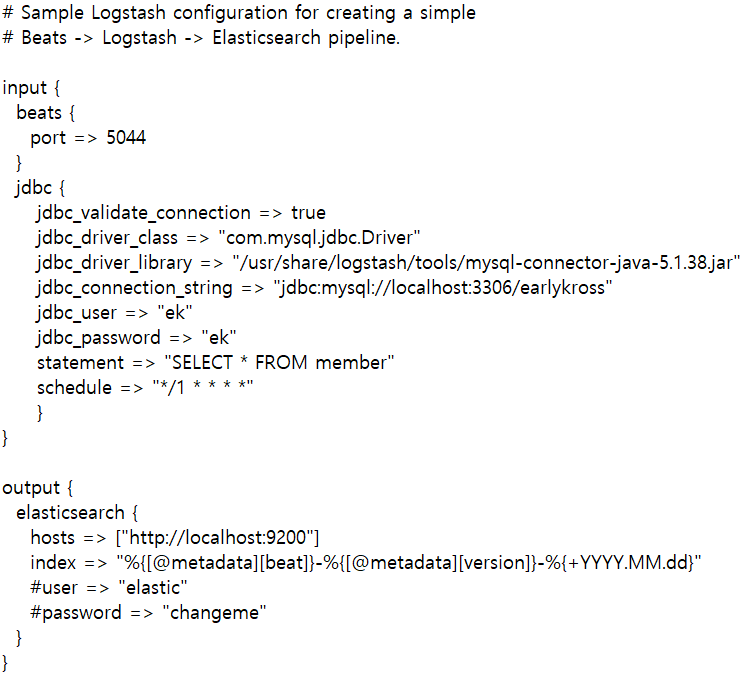 # Sample Logstash configuration for creating a simple
# Beats -> Logstash -> Elasticsearch pipeline.

input {
  beats {
    port => 5044
  }
  jdbc {
     jdbc_validate_connection => true
     jdbc_driver_class => "com.mysql.jdbc.Driver"
     jdbc_driver_library => "/usr/share/logstash/tools/mysql-connector-java-5.1.38.jar"
     jdbc_connection_string => "jdbc:mysql://localhost:3306/earlykross"
     jdbc_user => "ek"
     jdbc_password => "ek"
     statement => "SELECT * FROM member"
     schedule => "*/1 * * * *"
     }
}

output {
  elasticsearch {
    hosts => ["http://localhost:9200"]
    index => "%{[@metadata][beat]}-%{[@metadata][version]}-%{+YYYY.MM.dd}"
    #user => "elastic"
    #password => "changeme"
  }
}